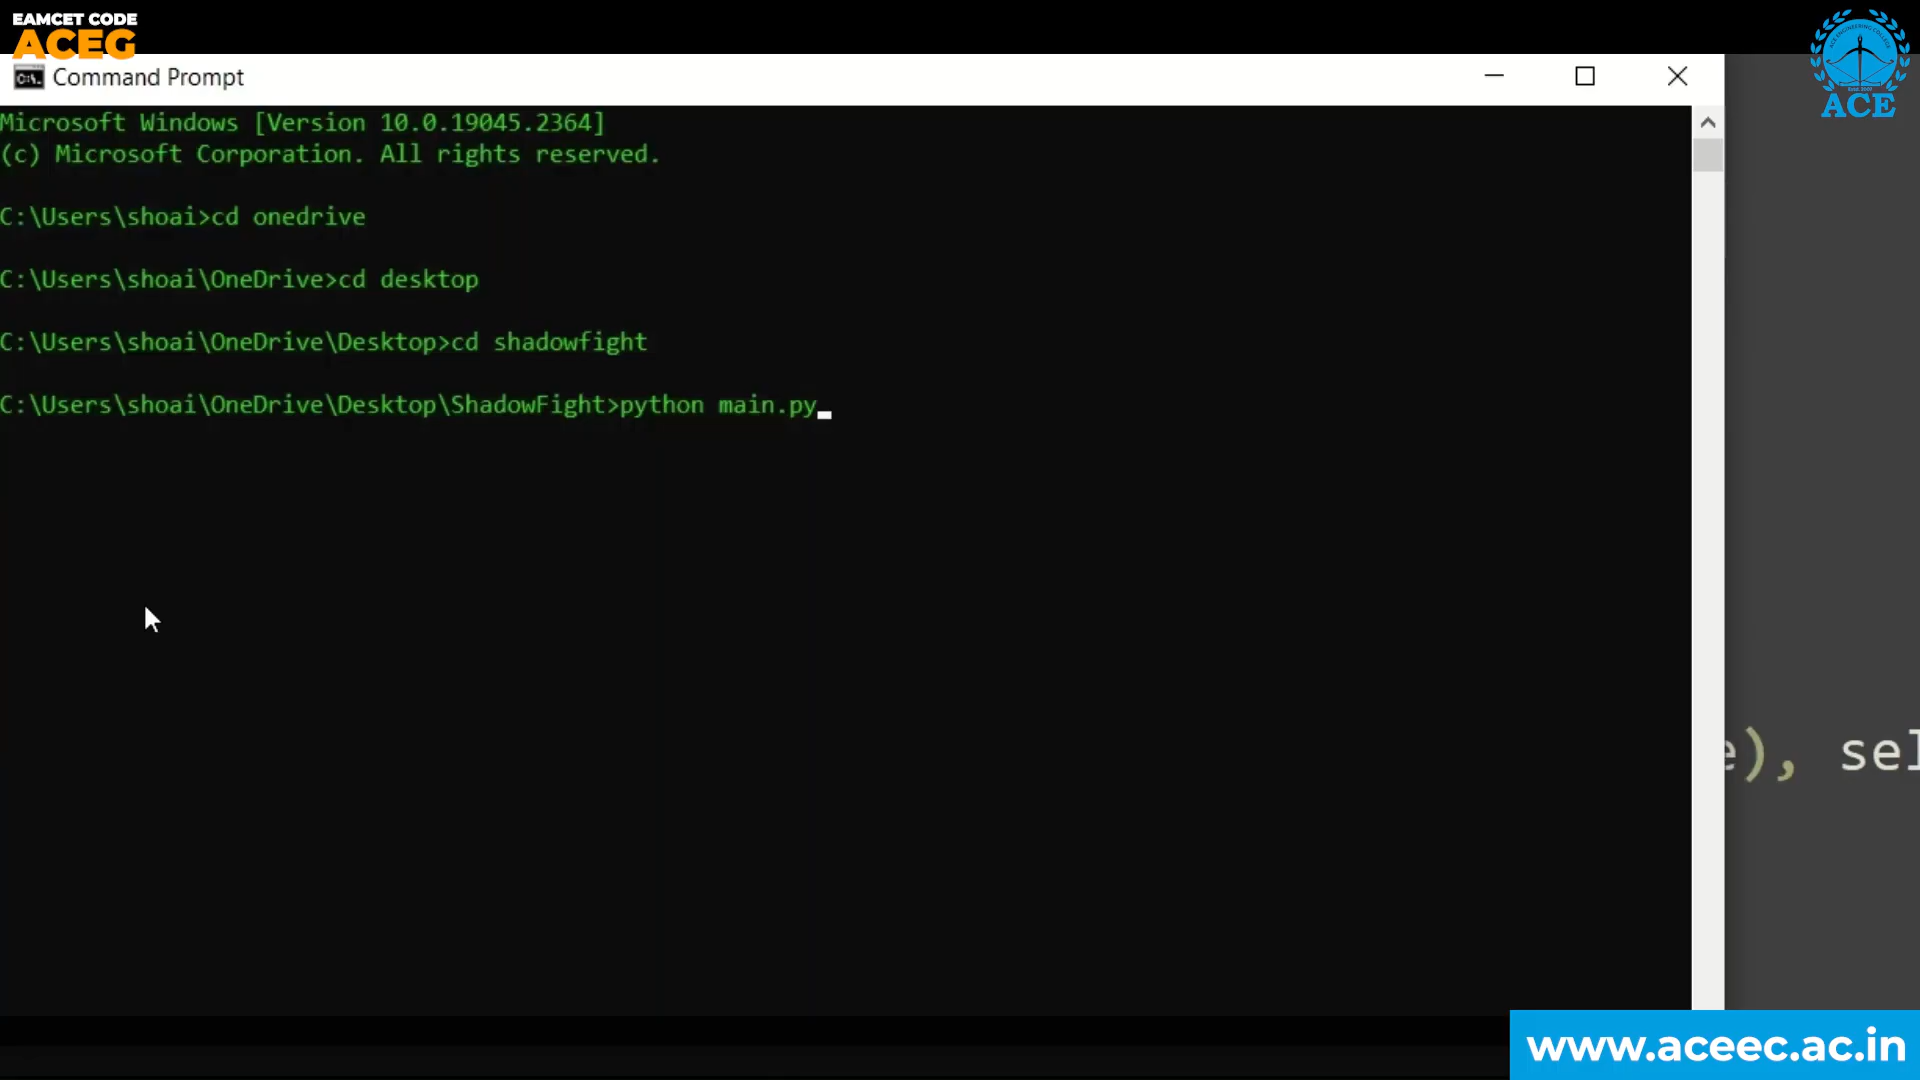 EAMCET CODE
ACEG
Command Prompt
Microsoft Windows [Version 10.0.19045.2364]
(c) Microsoft Corporation. All rights reserved.
C:\Users\shoai>cd onedrive
C:\Users\shoai\OneDrive>cd desktop
C:\Users\shoai\OneDrive\Desktop>cd shadowfight
C:\Users\shoai\OneDrive\Desktop\ShadowFight>python main.py
e), sel
ACE
www.aceec.ac.in